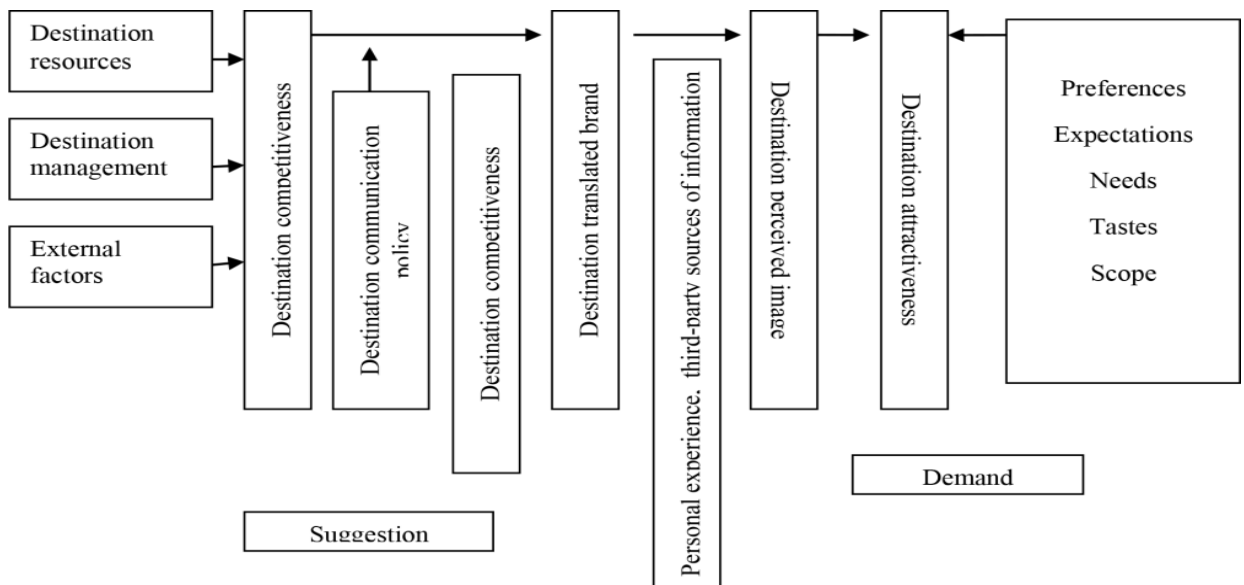 Destination
resources
Destination
management
External
factors
Destination competitiveness
Destination communication
policy
Destination competitiveness
Destination translated brand
Personal experience, third-party sources of information
Destination perceived image
Destination attractiveness
Preferences
Expectations
Needs
Tastes
Scope
Demand
Suggestion